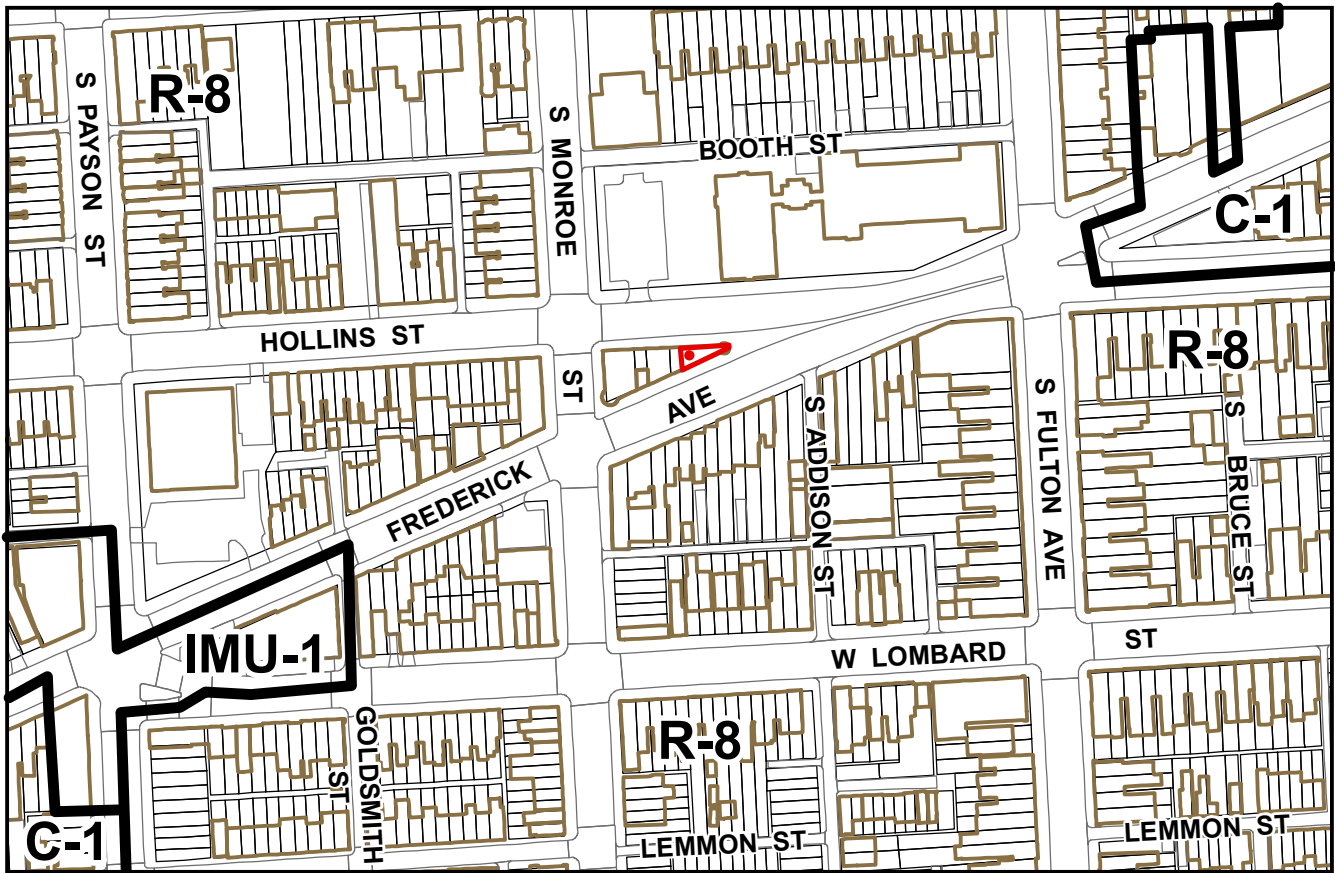 R-8
S PAYSON ST
S MONROE
ST
BOOTH ST
C-1
HOLLINS ST
R-8
AVE
FREDERICK
S ADDISON ST
S FULTON AVE
S BRUCE ST
IMU-1
W LOMBARD
ST
R-8
GOLDSMITH
ST
C-1
LEMMON ST
LEMMON ST